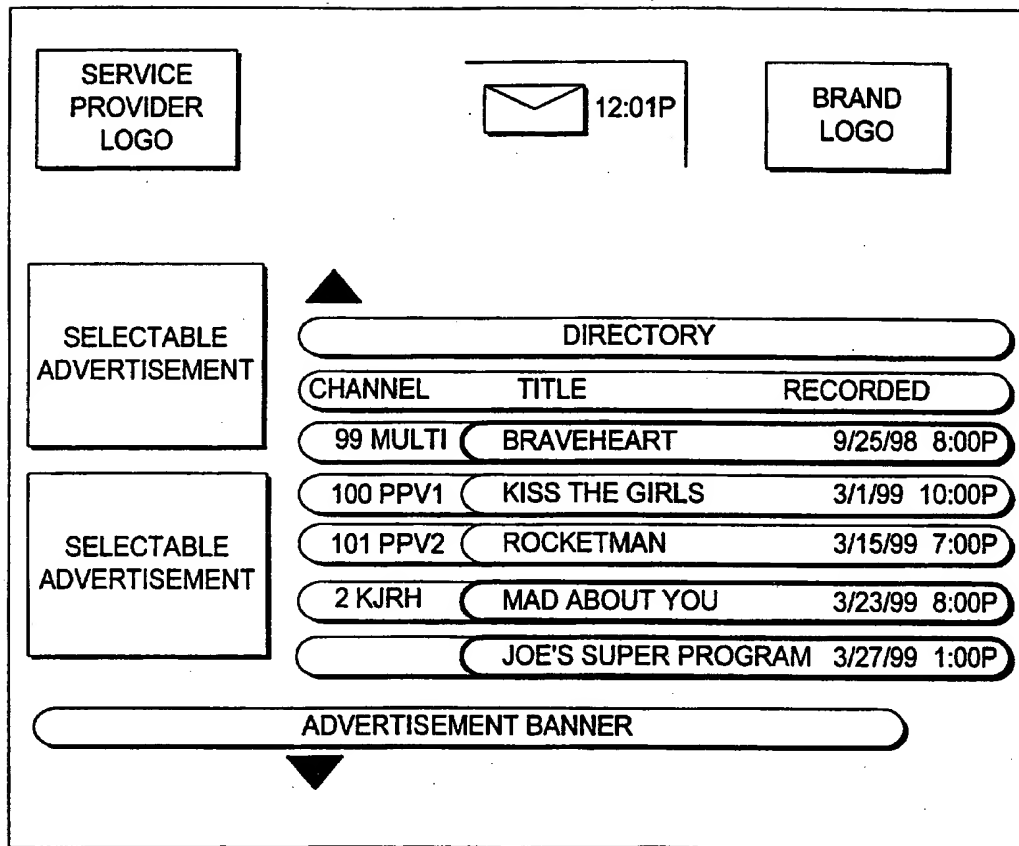 SERVICE
PROVIDER
LOGO
12:01P
BRAND
LOGO
SELECTABLE
ADVERTISEMENT
SELECTABLE
ADVERTISEMENT
DIRECTORY
CHANNEL TITLE RECORDED
99 MULTI BRAVEHEART 9/25/98 8:00P
100 PPV1 KISS THE GIRLS 3/1/99 10:00P
101 PPV2 ROCKETMAN 3/15/99 7:00P
2 KJRH MAD ABOUT YOU 3/23/99 8:00P
JOE'S SUPER PROGRAM 3/27/99 1:00P
ADVERTISEMENT BANNER